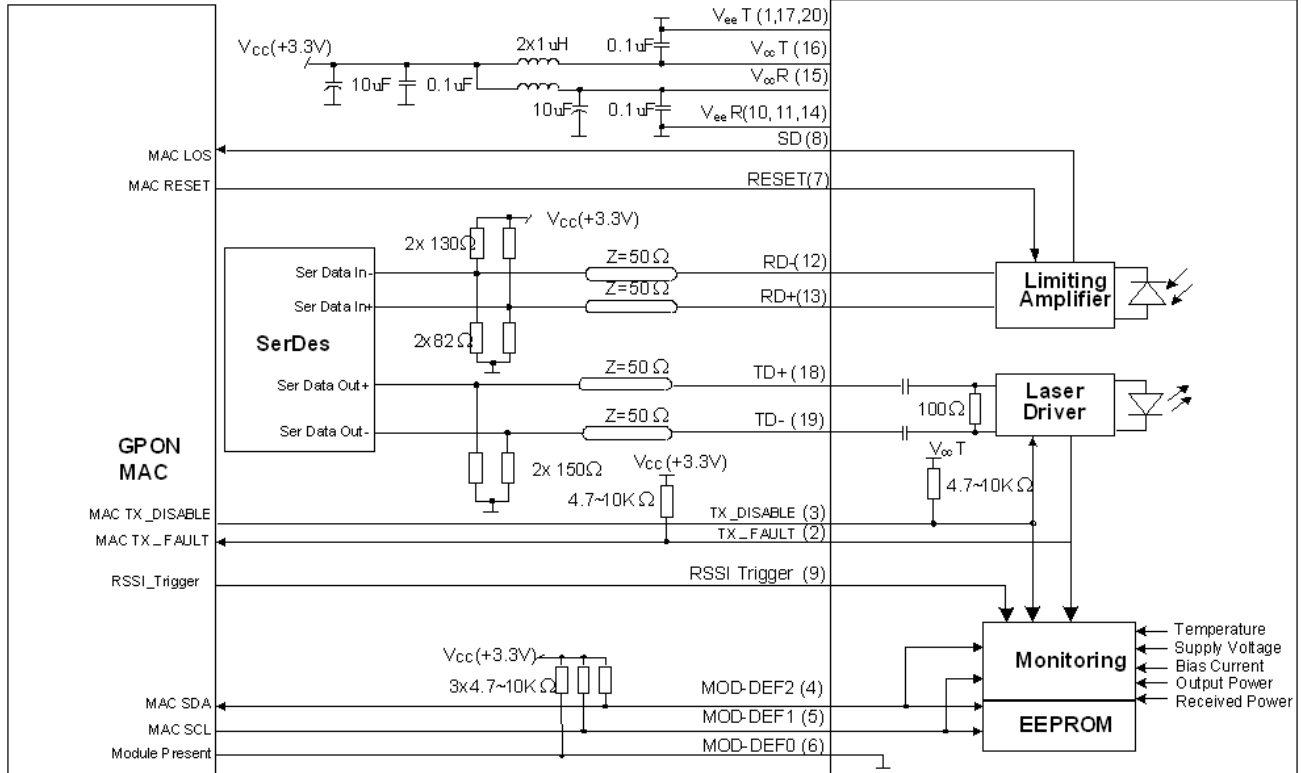 VeeT (1,17,20)
Vcc(+3.3V)
2x1uH
0.1uF
VccT (16)
VccR (15)
10uF
0.1uF
10uF
0.1uF
VeeR(10, 11,14)
SD(8)
MAC LOS
MAC RESET
RESET(7)
Vcc(+3.3V)
2x 130Ω
Z=50Ω
RD-(12)
Ser Data In-
Limiting
Amplifier
Z=50Ω
RD+(13)
Ser Data In+
SerDes
2x82Ω
Z=50Ω
TD+ (18)
Ser Data Out+
Laser
Driver
100Ω
Z=50Ω
TD- (19)
Ser Data Out-
GPON
MAC
VccT
Vcc(+3.3V)
2x 150Ω
4.7~10KΩ
4.7~10KΩ
MAC TX_DISABLE
TX_DISABLE (3)
MAC TX_FAULT
TX_FAULT (2)
RSSI_Trigger
RSSI Trigger (9)
Temperature
Supply Voltage
Monitoring
Bias Current
Output Power
Received Power
Vcc(+3.3V)
3x4.7~10KΩ
MOD-DEF2 (4)
MAC SDA
MOD-DEF1 (5)
EEPROM
MAC SCL
MOD-DEF0 (6)
Module Present